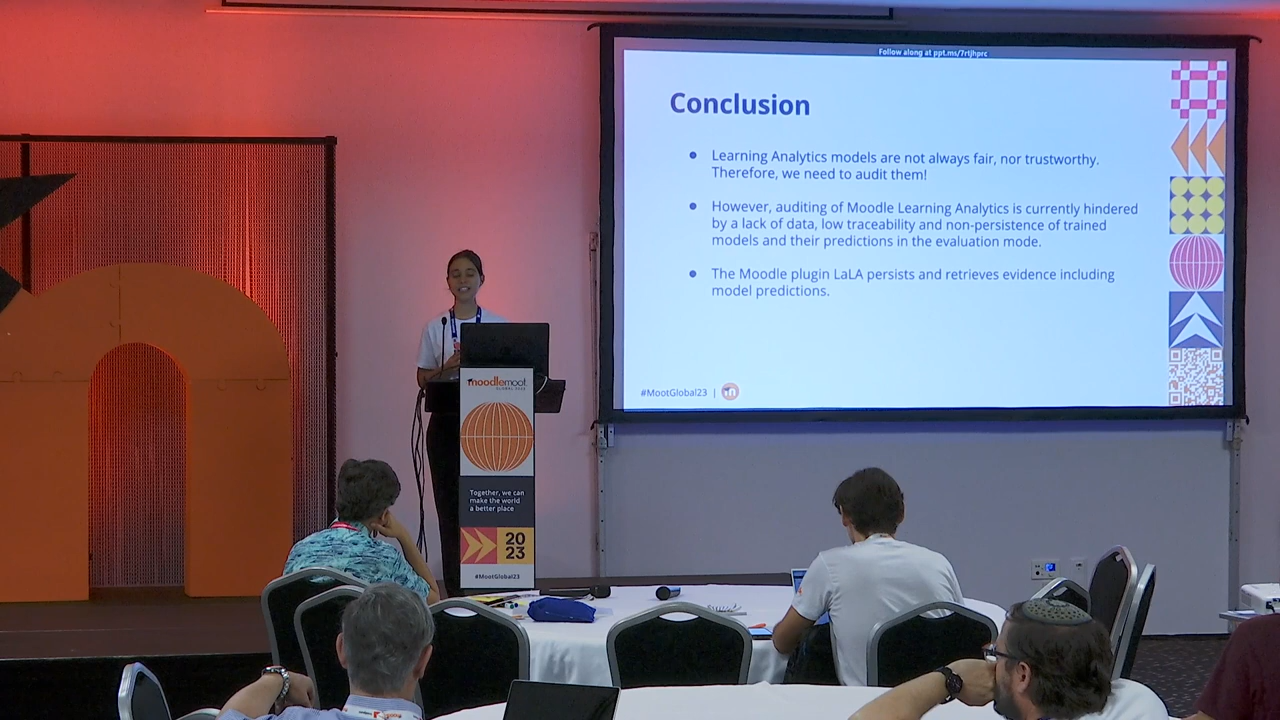 Follow along at ppt.ms/7rtjhprc
Conclusion
Learning Analytics models are not always fair, nor trustworthy.
Therefore, we need to audit them!
However, auditing of Moodle Learning Analytics is currently hindered
by a lack of data, low traceability and non-persistence of trained
models and their predictions in the evaluation mode.
The Moodle plugin LaLA persists and retrieves evidence including
model predictions.
#MootGlobal23 |
moodlemoot
GLOBAL 2023
Together, we can
make the world
a better place
20
23
#MootGlobal23